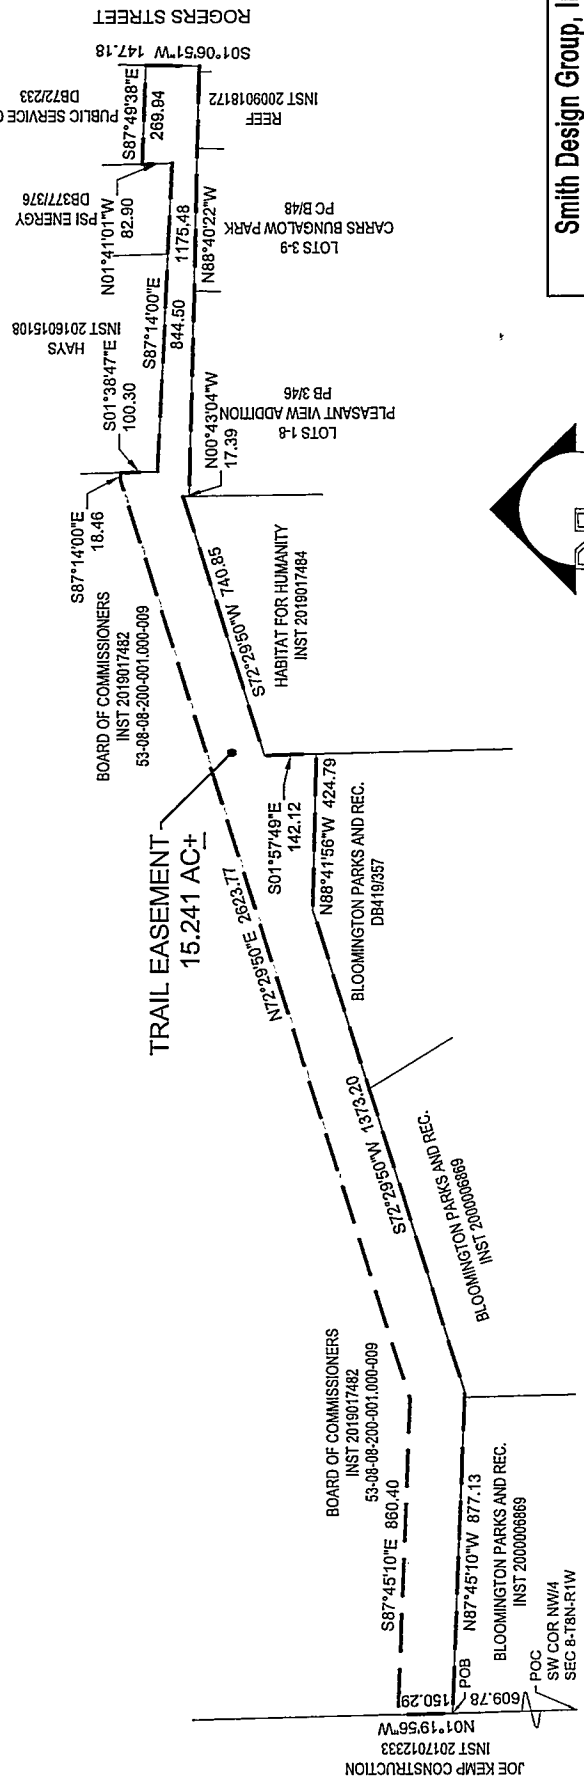 ROGERS STREET
S01°06'51"W 147.18
PUBLIC SERVICE
DB72/233
S87°49'38"E
269.94
REEF
INST 2009018172
PSI ENERGY
DB377/376
N01°41'01"W
82.90
1175.48
N88°40'22"W
LOTS 3-9
CARRS BUNGALOW PARK
PC B/48
HAYS
INST 2016015108
S87°14'00"E
844.50
S01°38'47"E
100.30
N00°43'04"W
17.39
LOTS 1-8
PLEASANT VIEW ADDITION
PB 3/46
S87°14'00"E
18.46
BOARD OF COMMISSIONERS
INST 2019017482
53-08-08-200-001.000-009
S72°29'50"W 740.85
HABITAT FOR HUMANITY
INST 2019017484
TRAIL EASEMENT
15.241 AC±
S01°57'49"E
142.12
N88°41'56"W 424.79
BLOOMINGTON PARKS AND REC.
DB419/357
N72°29'50"E 2623.77
S72°29'50"W 1373.20
BLOOMINGTON PARKS AND REC.
INST 2000006869
BOARD OF COMMISSIONERS
INST 2019017482
53-08-08-200-001.000-009
S87°45'10"E 860.40
N87°45'10"W 877.13
BLOOMINGTON PARKS AND REC.
INST 2000006869
JOE KEMP CONSTRUCTION
INST 2017012333
N01°19'56"W
150.29
POB
609.78
POC
SW COR NW/4
SEC 8-T8N-R1W
Smith Design Group,